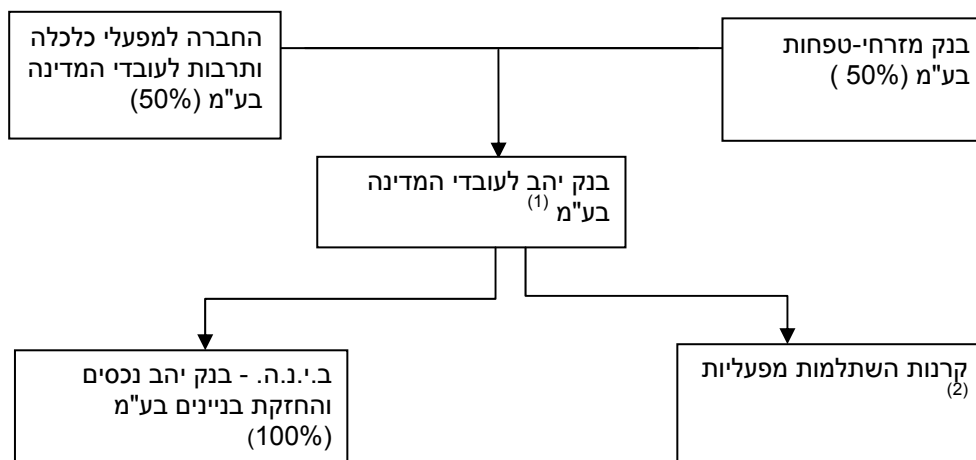 בנק מזרחי-טפחות
בע"מ (50% )
החברה למפעלי כלכלה
ותרבות לעובדי המדינה
בע"מ (50%)
בנק יהב לעובדי המדינה
בע"מ (1)
קרנות השתלמות מפעליות
(2)
ב.י.נ.ה. - בנק יהב נכסים
והחזקת בניינים בע"מ
(100%)